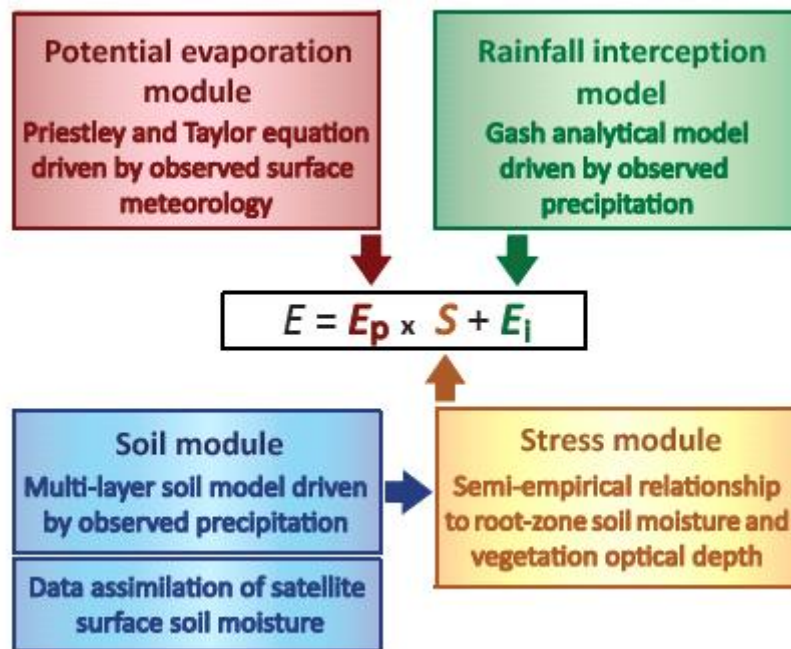 Potential evaporation
module
Priestley and Taylor equation
driven by observed surface
meteorology
Rainfall interception
model
Gash analytical model
driven by observed
precipitation
E = Ep x S + Ei
Soil module
Multi-layer soil model driven
by observed precipitation
Data assimilation of satellite
surface soil moisture
Stress module
Semi-empirical relationship
to root-zone soil moisture and
vegetation optical depth